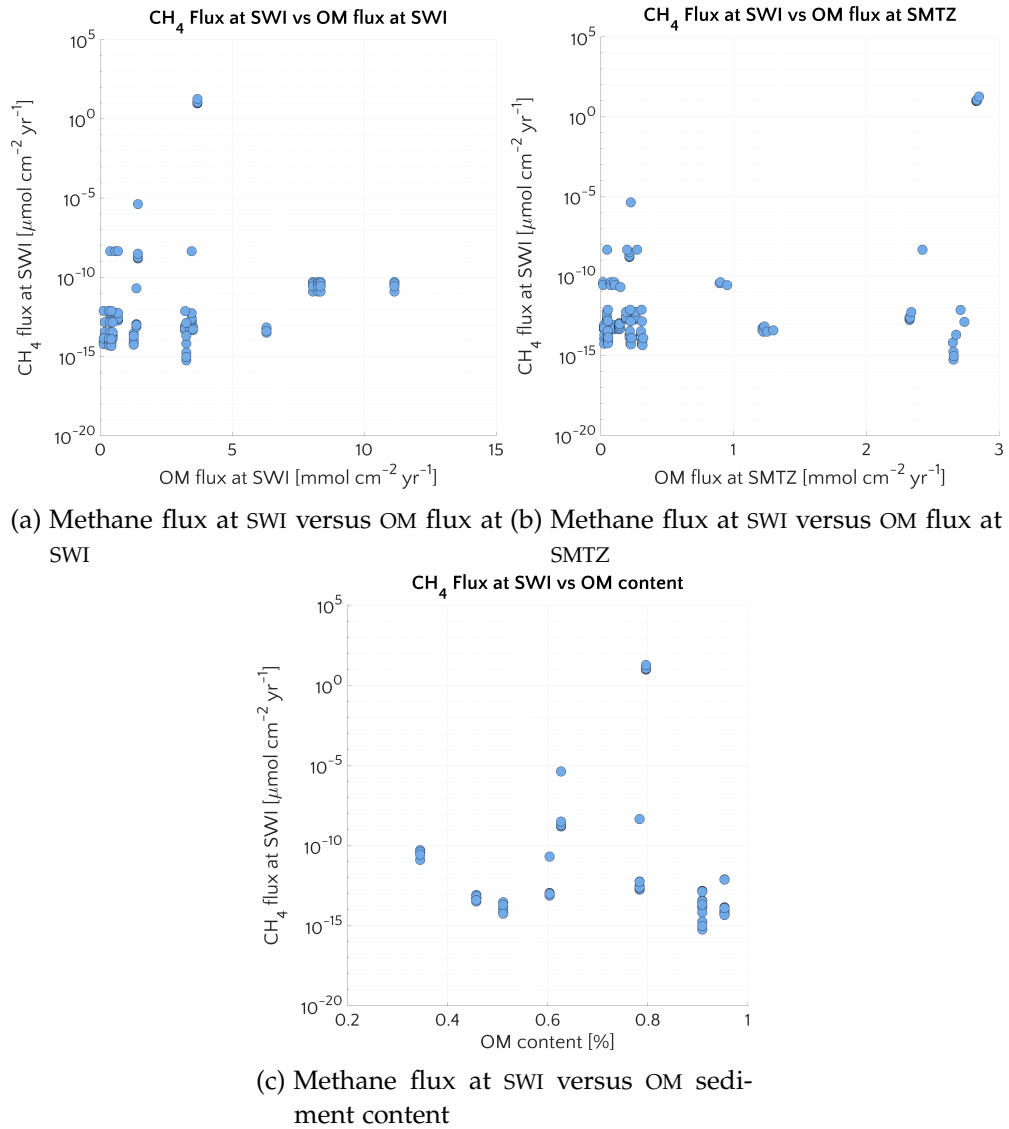 CH4 Flux at SWI vs OM flux at SWI
CH4 flux at SWI [μmol cm−2 yr−1]
10^5
10^0
10^−5
10^−10
10^−15
10^−20
0 5 10 15
OM flux at SWI [mmol cm−2 yr−1]
(a) Methane flux at SWI versus OM flux at
SWI
CH4 Flux at SWI vs OM flux at SMTZ
CH4 flux at SWI [μmol cm−2 yr−1]
10^5
10^0
10^−5
10^−10
10^−15
10^−20
0 1 2 3
OM flux at SMTZ [mmol cm−2 yr−1]
(b) Methane flux at SWI versus OM flux at
SMTZ
CH4 Flux at SWI vs OM content
CH4 flux at SWI [μmol cm−2 yr−1]
10^5
10^0
10^−5
10^−10
10^−15
10^−20
0.2 0.4 0.6 0.8 1
OM content [%]
(c) Methane flux at SWI versus OM sedi-
ment content